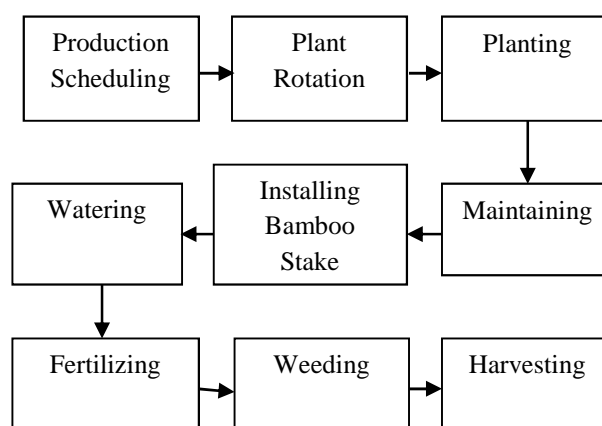 Production
Scheduling
Plant
Rotation
Planting
Maintaining
Installing
Bamboo
Stake
Watering
Fertilizing
Weeding
Harvesting